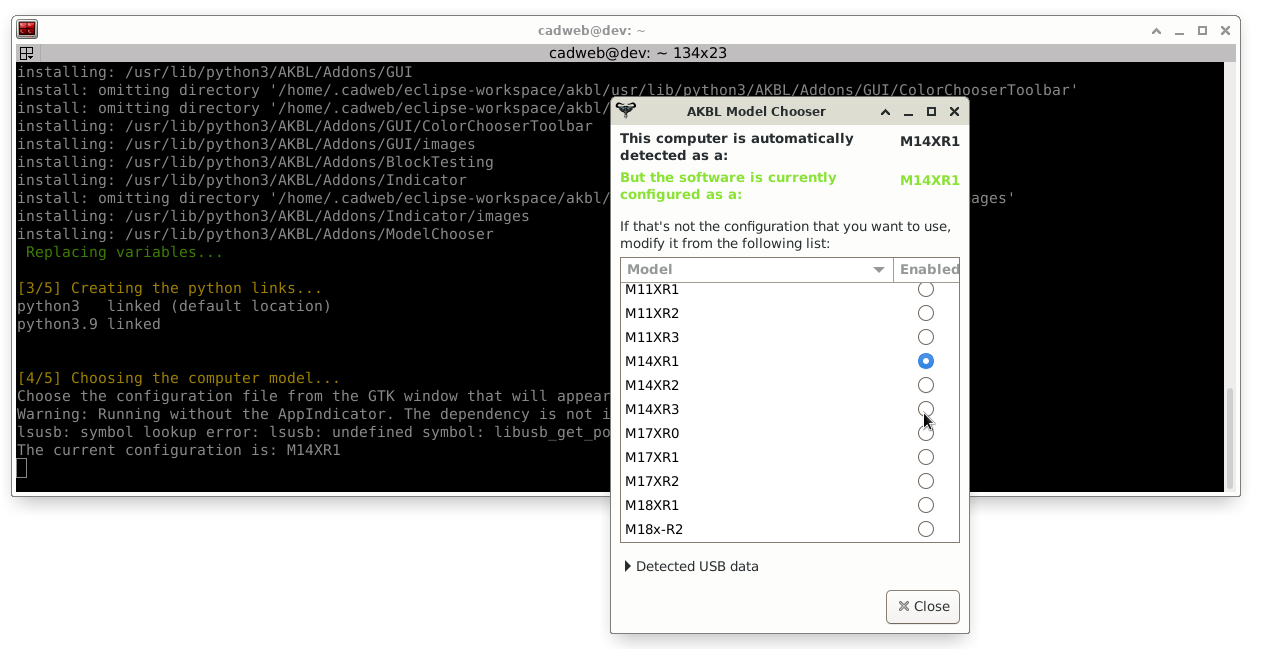 cadweb@dev: ~
cadweb@dev: ~ 134x23
installing: /usr/lib/python3/AKBL/Addons/GUI
install: omitting directory '/home/.cadweb/eclipse-workspace/akbl/usr/lib/python3/AKBL/Addons/GUI/ColorChooserToolbar'
install: omitting directory '/home/.cadweb/eclipse-workspace/akbl/
installing: /usr/lib/python3/AKBL/Addons/GUI/ColorChooserToolbar
installing: /usr/lib/python3/AKBL/Addons/GUI/images
installing: /usr/lib/python3/AKBL/Addons/BlockTesting
installing: /usr/lib/python3/AKBL/Addons/Indicator
install: omitting directory '/home/.cadweb/eclipse-workspace/akbl/ ages'
installing: /usr/lib/python3/AKBL/Addons/Indicator/images
installing: /usr/lib/python3/AKBL/Addons/ModelChooser
Replacing variables...
[3/5] Creating the python links...
python3 linked (default location)
python3.9 linked
[4/5] Choosing the computer model...
Choose the configuration file from the GTK window that will appear
Warning: Running without the AppIndicator. The dependency is not i
lsusb: symbol lookup error: lsusb: undefined symbol: libusb_get_po
The current configuration is: M14XR1
AKBL Model Chooser
This computer is automatically detected as a: M14XR1
But the software is currently configured as a: M14XR1
If that's not the configuration that you want to use,
modify it from the following list:
Model Enabled
M11XR1
M11XR2
M11XR3
M14XR1
M14XR2
M14XR3
M17XR0
M17XR1
M17XR2
M18XR1
M18x-R2
Detected USB data
Close